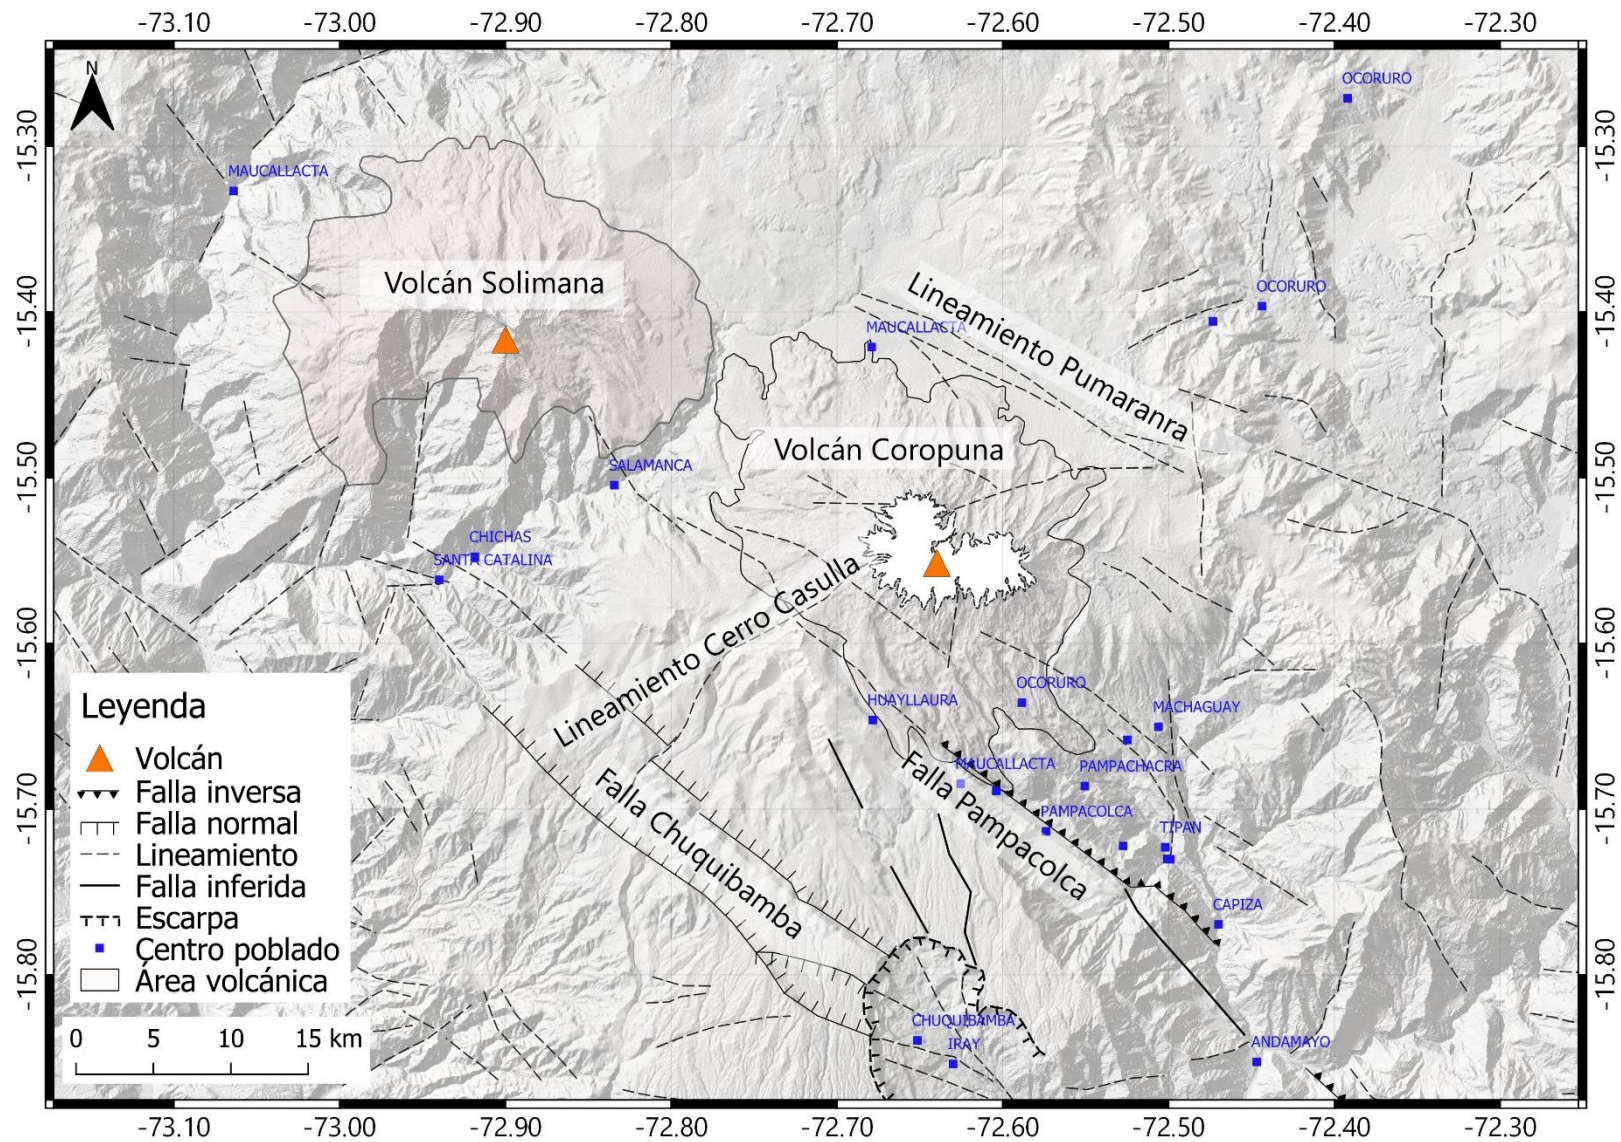 -73.10 -73.00 -72.90 -72.80 -72.70 -72.60 -72.50 -72.40 -72.30
N
OCORURO
-15.30
-15.30
MAUCALLACTA
Volcán Solimana
Lineamiento Pumaranra
OCORURO
-15.40
-15.40
MAUCALLACTA
Volcán Coropuna
SALAMANCA
-15.50
-15.50
CHICHAS
SANTA CATALINA
Lineamiento Cerro Casulla
-15.60
-15.60
OCORURO
HUAYLLAURA
MACHAGUAY
MAUCALLACTA
PAMPACHACRA
Falla Pampacolca
Falla Chuquibamba
-15.70
-15.70
PAMPACOLCA
TIPAN
CAPIZA
-15.80
-15.80
CHUQUIBAMBA
IRAY
ANDAMAYO
Leyenda
Volcán
Falla inversa
Falla normal
Lineamiento
Falla inferida
Escarpa
Centro poblado
Área volcánica
0 5 10 15 km
-73.10 -73.00 -72.90 -72.80 -72.70 -72.60 -72.50 -72.40 -72.30